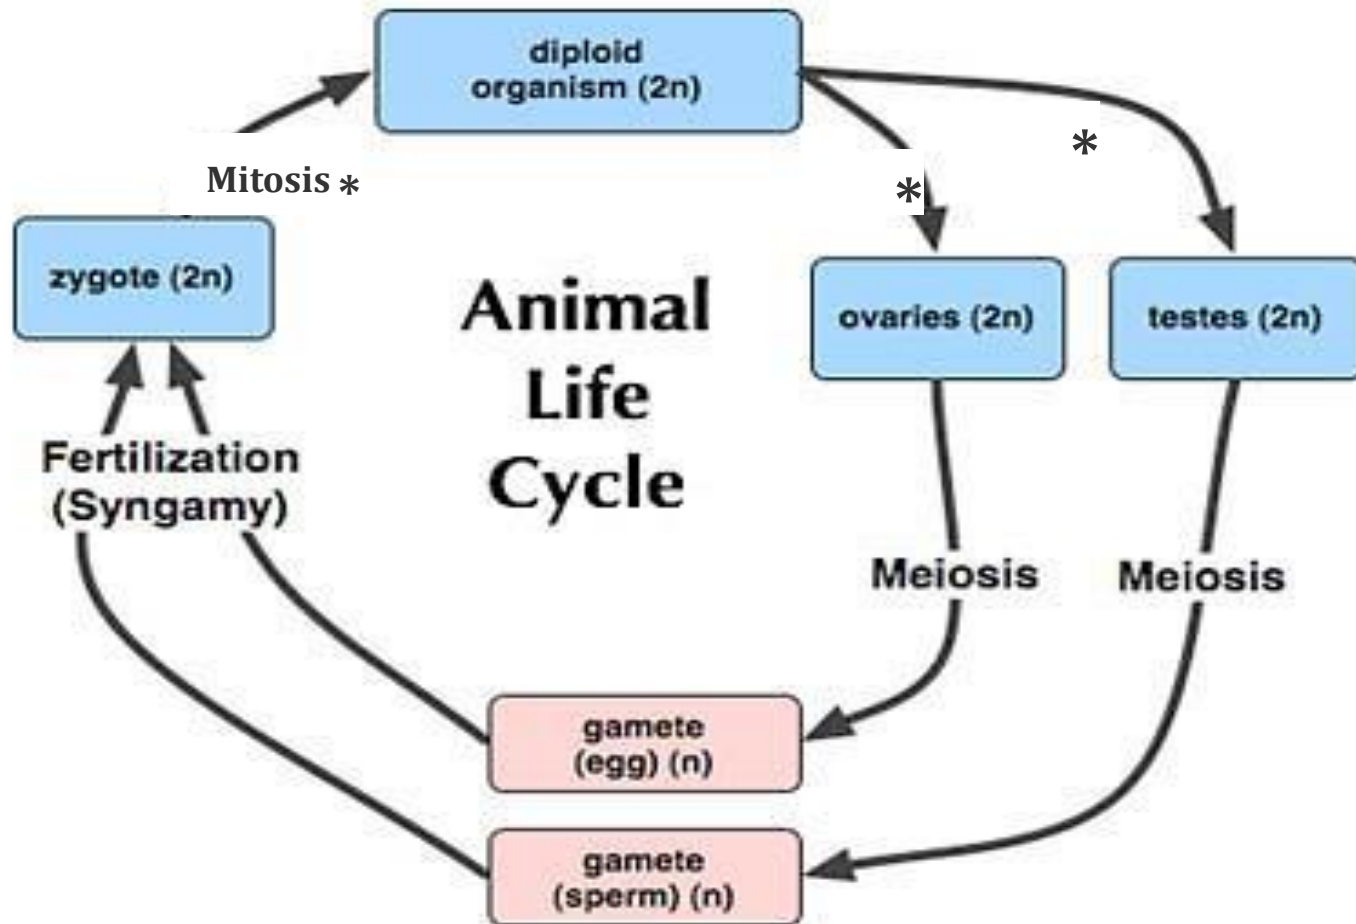 diploid
organism (2n)
*
Mitosis *
*
zygote (2n)
Animal
Life
Cycle
ovaries (2n)
testes (2n)
Fertilization
(Syngamy)
Meiosis
Meiosis
gamete
(egg) (n)
gamete
(sperm) (n)